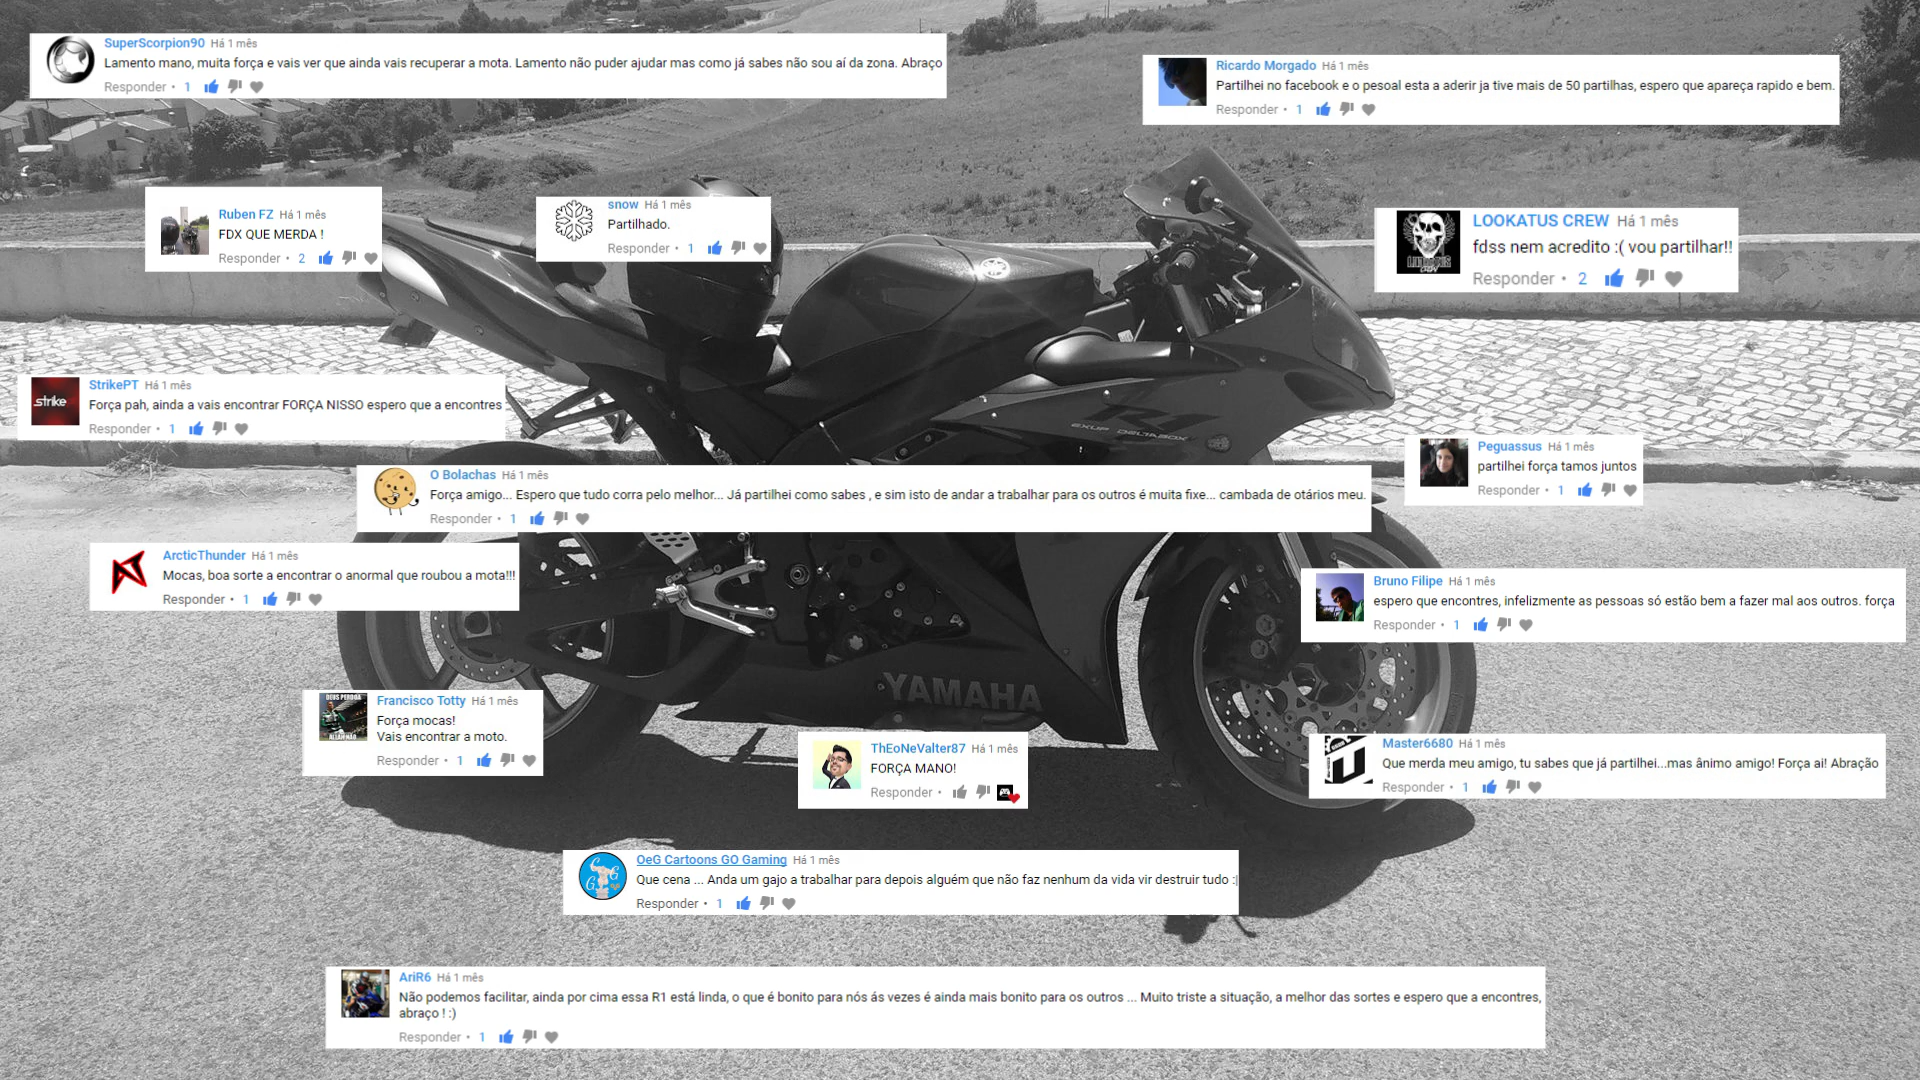 SuperScorpion90 Há 1 mês
Lamento mano, muita força e vais ver que ainda vais recuperar a mota. Lamento não puder ajudar mas como já sabes não sou aí da zona. Abraço
Responder • 1
Ricardo Morgado Há 1 mês
Partilhei no facebook e o pesoal esta a aderir ja tive mais de 50 partilhas, espero que apareça rapido e bem.
Responder • 1
Ruben FZ Há 1 mês
FDX QUE MERDA !
Responder • 2
snow Há 1 mês
Partilhado.
Responder • 1
LOOKATUS CREW Há 1 mês
fdss nem acredito :( vou partilhar!!
Responder • 2
strike
StrikePT Há 1 mês
Força pah, ainda a vais encontrar FORÇA NISSO espero que a encontres
Responder • 1
R1
EXUP DELTABOX
Peguassus Há 1 mês
partilhei força tamos juntos
Responder • 1
O Bolachas Há 1 mês
Força amigo... Espero que tudo corra pelo melhor... Já partilhei como sabes , e sim isto de andar a trabalhar para os outros é muita fixe... cambada de otários meu.
Responder • 1
ArcticThunder Há 1 mês
Mocas, boa sorte a encontrar o anormal que roubou a mota!!!
Responder • 1
Bruno Filipe Há 1 mês
espero que encontres, infelizmente as pessoas só estão bem a fazer mal aos outros. força
Responder • 1
YAMAHA
DEUS PERDOA
ALLAH NÃO
Francisco Totty Há 1 mês
Força mocas!
Vais encontrar a moto.
Responder • 1
ThEoNeValter87 Há 1 mês
FORÇA MANO!
Responder •
Master6680 Há 1 mês
Que merda meu amigo, tu sabes que já partilhei...mas ânimo amigo! Força ai! Abração
Responder • 1
OeG Cartoons GO Gaming Há 1 mês
Que cena ... Anda um gajo a trabalhar para depois alguém que não faz nenhum da vida vir destruir tudo :|
Responder • 1
AriR6 Há 1 mês
Não podemos facilitar, ainda por cima essa R1 está linda, o que é bonito para nós ás vezes é ainda mais bonito para os outros ... Muito triste a situação, a melhor das sortes e espero que a encontres,
abraço ! :)
Responder • 1